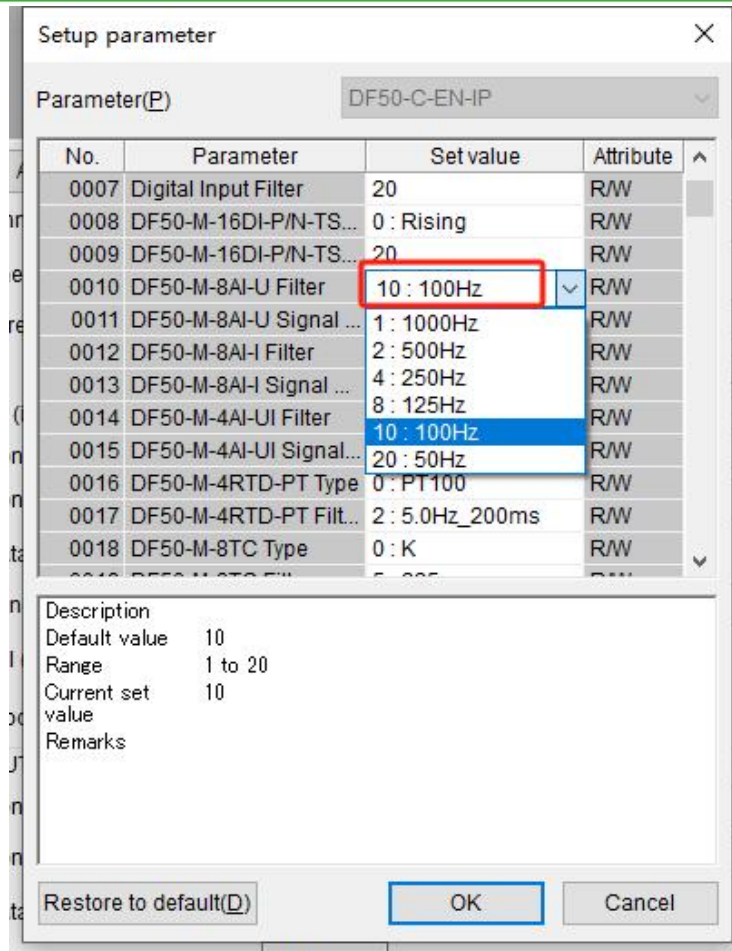 Setup parameter
Parameter(P) DF50-C-EN-IP
No. Parameter Set value Attribute
0007 Digital Input Filter 20 R/W
0008 DF50-M-16DI-P/N-TS... 0 : Rising R/W
0009 DF50-M-16DI-P/N-TS... 20 R/W
0010 DF50-M-8AI-U Filter 10 : 100Hz R/W
0011 DF50-M-8AI-U Signal ... R/W
0012 DF50-M-8AI-I Filter R/W
0013 DF50-M-8AI-I Signal ... R/W
0014 DF50-M-4AI-UI Filter R/W
0015 DF50-M-4AI-UI Signal... R/W
1 : 1000Hz
2 : 500Hz
4 : 250Hz
8 : 125Hz
10 : 100Hz
20 : 50Hz
0016 DF50-M-4RTD-PT Type 0 : PT100 R/W
0017 DF50-M-4RTD-PT Filt... 2 : 5.0Hz_200ms R/W
0018 DF50-M-8TC Type 0 : K R/W
Description
Default value 10
Range 1 to 20
Current set 10
value
Remarks
Restore to default(D) OK Cancel